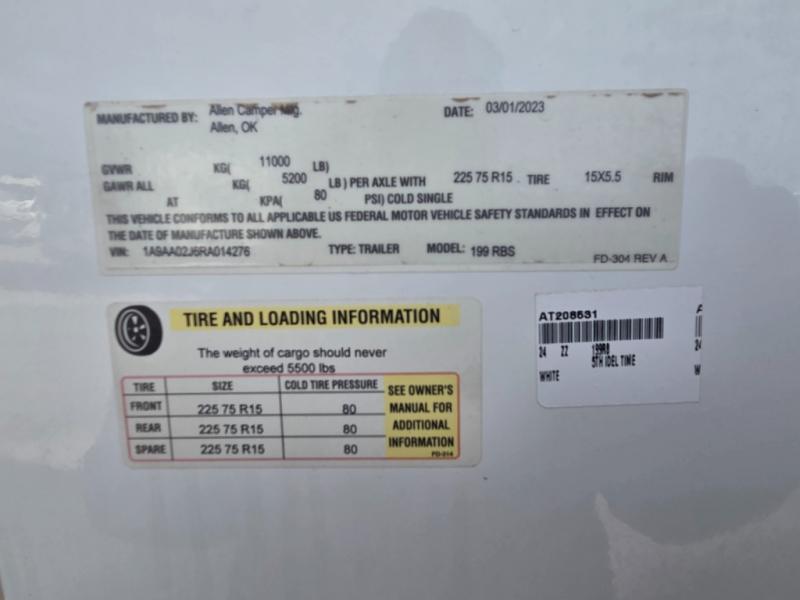 MANUFACTURED BY: Allen Camper Mfg. DATE: 03/01/2023
Allen, OK
GVWR KG( 11000 LB)
GAWR ALL KG( 5200 LB) PER AXLE WITH 225 75 R15 . TIRE 15X5.5 RIM
AT KPA( 80 PSI) COLD SINGLE
THIS VEHICLE CONFORMS TO ALL APPLICABLE US FEDERAL MOTOR VEHICLE SAFETY STANDARDS IN EFFECT ON
THE DATE OF MANUFACTURE SHOWN ABOVE.
VIN: 1A9AA02J6RA014276 TYPE: TRAILER MODEL: 199 RBS
FD-304 REV A
TIRE AND LOADING INFORMATION
The weight of cargo should never
exceed 5500 lbs
TIRE SIZE COLD TIRE PRESSURE
FRONT 225 75 R15 80
REAR 225 75 R15 80
SPARE 225 75 R15 80
SEE OWNER'S
MANUAL FOR
ADDITIONAL
INFORMATION
FD-214
AT208531
24 ZZ 199RB
5TH IDEL TIME
WHITE
A
24
W